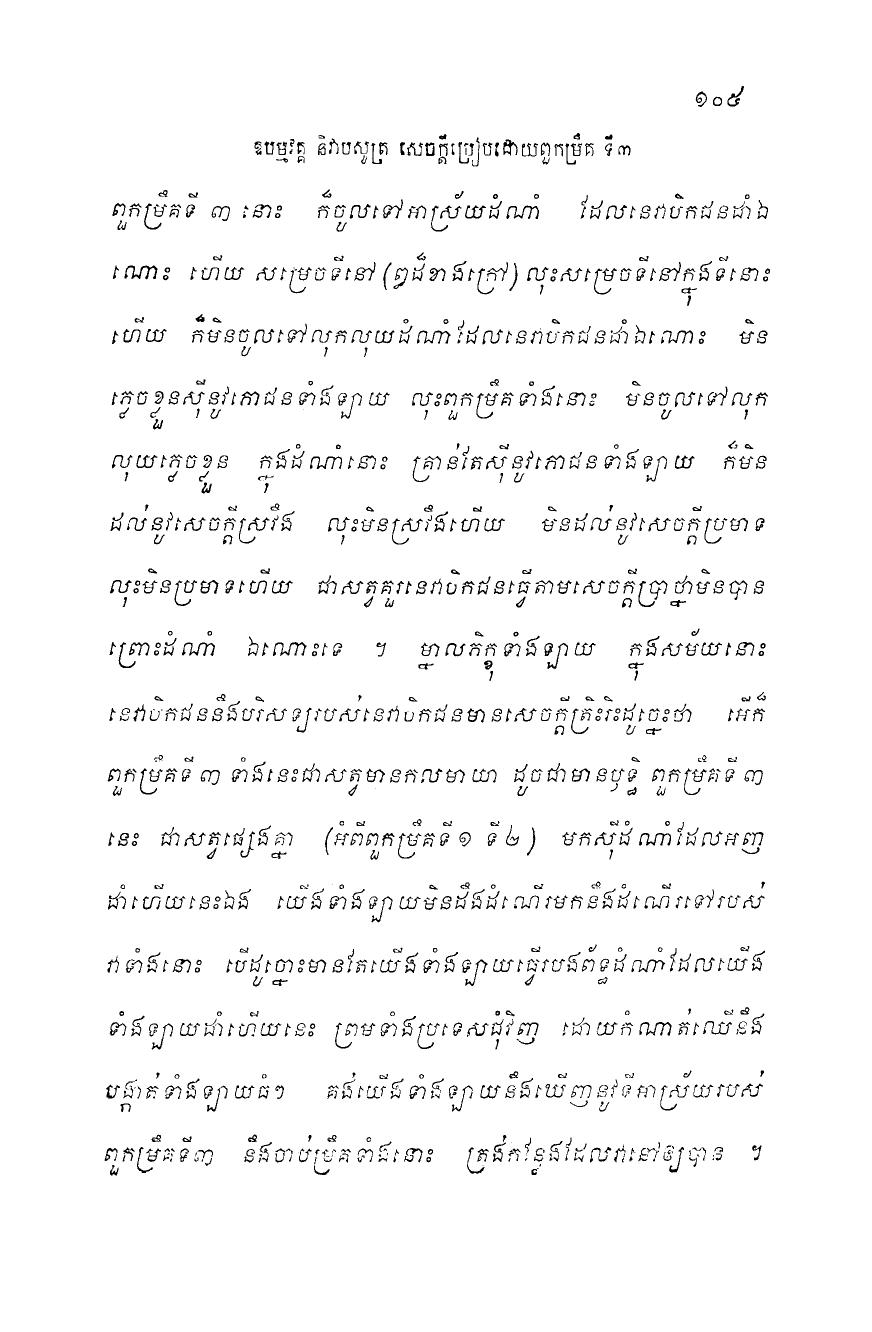 ១០៥
ឱបម្មវគ្គ និវាបសូត្រ សេចក្តីប្រៀបដោយពួកម្រឹគ ទី៣
ពួកម្រឹគទី ៣ នោះ ក៏ចូលទៅអាស្រ័យដំណាំ ដែលនេវាបិកជនដាំឯ
ណោះ ហើយ សម្រេចទីនៅ (ឰដ៏ខាងក្រៅ) លុះសម្រេចទីនៅក្នុងទីនោះ
ហើយ ក៏មិនចូលទៅលុកលុយដំណាំដែលនេវាបិកជនដាំឯណោះ មិន
ភ្លេចខ្លួនស៊ីនូវភោជនទាំងឡាយ លុះពួកម្រឹគទាំងនោះ មិនចូលទៅលុក
លុយភ្លេចខ្លួន ក្នុងដំណាំនោះ គ្រាន់តែស៊ីនូវភោជនទាំងឡាយ ក៏មិន
ដល់នូវសេចក្តីស្រវឹង លុះមិនស្រវឹងហើយ មិនដល់នូវសេចក្តីប្រមាទ
លុះមិនប្រមាទហើយ ជាសត្វគួរនេវាបិកជនធ្វើតាមសេចក្តីប្រាថ្នាមិនបាន
ព្រោះដំណាំ ឯណោះទេ ។ ម្នាលភិក្ខុទាំងឡាយ ក្នុងសម័យនោះ
នេវាបិកជននឹងបរិសទ្យរបស់នេវាបិកជនមានសេចក្តីត្រិះរិះដូច្នេះថា អើក៏
ពួកម្រឹគទី ៣ ទាំងនេះជាសត្វមានកលមាយា ដូចជាមានឫទ្ធិ ពួកម្រឹគទី ៣
នេះ ជាសត្វផ្សេងគ្នា (អំពីពួកម្រឹគទី ១ ទី ២ ) មកស៊ីដំណាំដែលអញ
ដាំហើយនេះឯង យើងទាំងឡាយមិនដឹងដំណើរមកនឹងដំណើរទៅរបស់
វាទាំងនោះ បើដូច្នោះមានតែយើងទាំងឡាយធ្វើរបងព័ទ្ធដំណាំដែលយើង
ទាំងឡាយដាំហើយនេះ ព្រមទាំងប្រទេសជុំវិញ ដោយកំណាត់ឈើនឹង
បង្កាត់ទាំងឡាយធំៗ គង់យើងទាំងឡាយនឹងឃើញនូវទីអាស្រ័យរបស់
ពួកម្រឹគទី៣ នឹងចាប់ម្រឹគទាំងនោះ ត្រង់កន្លែងដែលវានៅឲ្យបាន ។